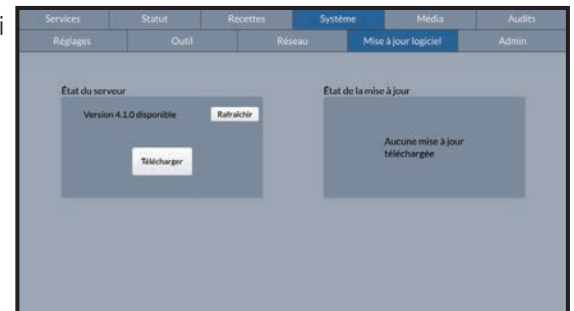 i
Services Statut Recettes Système Média Audits
Réglages Outil Réseau Mise à jour logiciel Admin
État du serveur
Version 4.1.0 disponible
Rafraîchir
Télécharger
État de la mise à jour
Aucune mise à jour
téléchargée